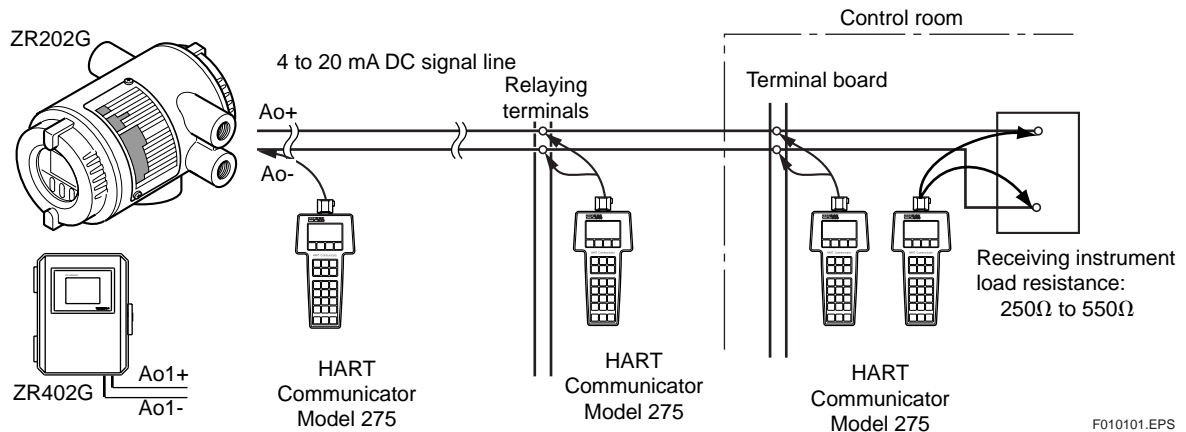 Control room
ZR202G
4 to 20 mA DC signal line
Relaying
terminals
Terminal board
Ao+
Ao-
Receiving instrument
load resistance:
250Ω to 550Ω
ZR402G
Ao1+
Ao1-
HART
Communicator
Model 275
HART
Communicator
Model 275
HART
Communicator
Model 275
F010101.EPS